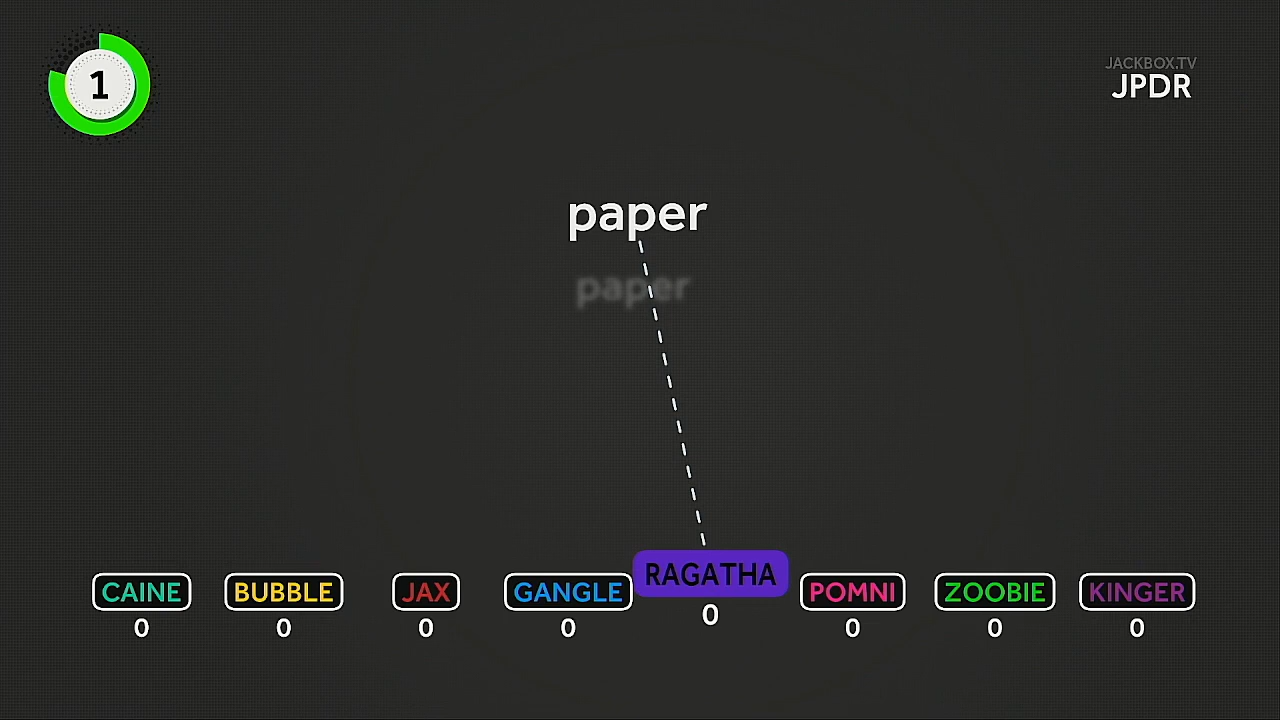 1
JACKBOX.TV
JPDR
paper
paper
CAINE BUBBLE JAX GANGLE RAGATHA POMNI ZOOBIE KINGER
0 0 0 0 0 0 0 0